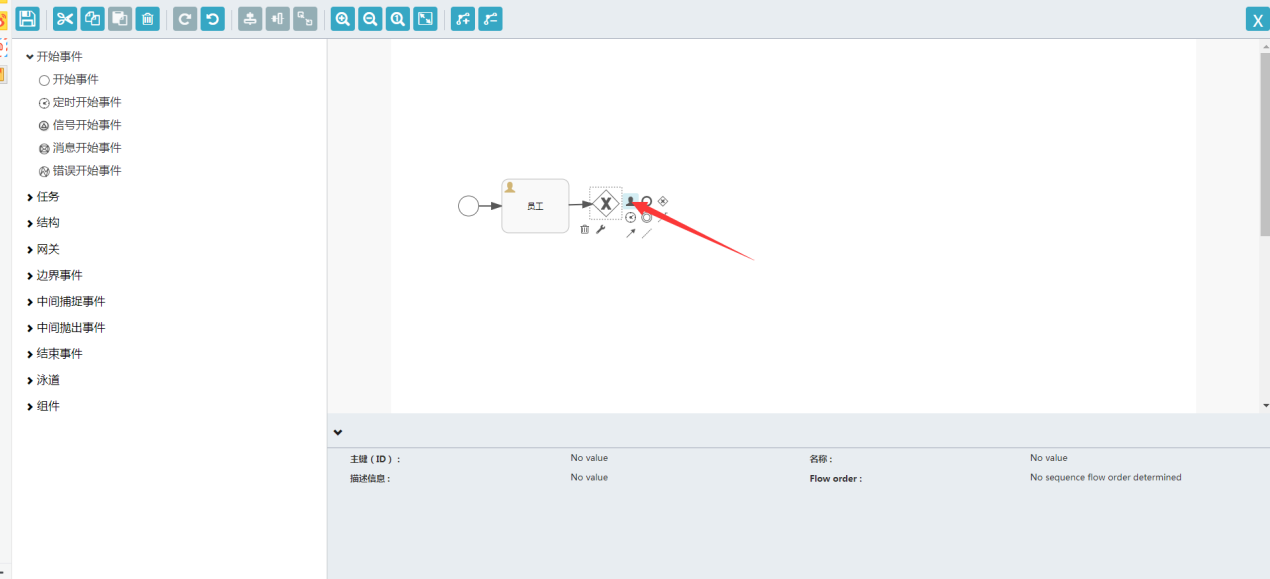 X
开始事件
开始事件
定时开始事件
信号开始事件
消息开始事件
错误开始事件
任务
结构
网关
边界事件
中间捕捉事件
中间抛出事件
结束事件
泳道
组件
员工
主键（ID）： No value 名称： No value
描述信息： No value Flow order： No sequence flow order determined